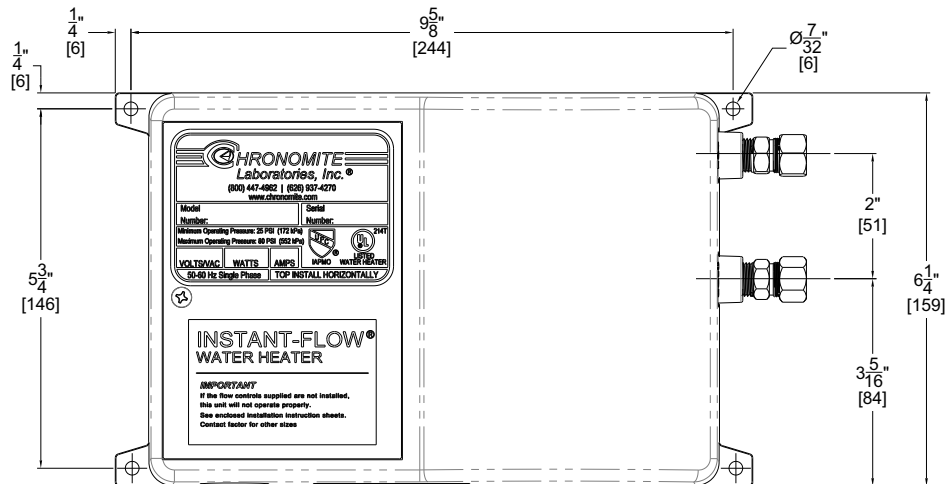 1/4"
[6]
9 5/8"
[244]
Ø 7/32"
[6]
1/4"
[6]
CHRONOMITE
Laboratories, Inc.®
(800) 447-4962 | (626) 937-4270
www.chronomite.com
Model
Number:
Serial
Number:
Minimum Operating Pressure: 25 PSI (172 kPa)
Maximum Operating Pressure: 80 PSI (552 kPa)
UPC
IAPMO
UL
214T
LISTED
WATER HEATER
VOLTS/VAC WATTS AMPS
50-60 Hz Single Phase
TOP INSTALL HORIZONTALLY
INSTANT-FLOW®
WATER HEATER
IMPORTANT
If the flow controls supplied are not installed,
this unit will not operate properly.
See enclosed installation instruction sheets.
Contact factor for other sizes
5 3/4"
[146]
2"
[51]
6 1/4"
[159]
3 5/16"
[84]